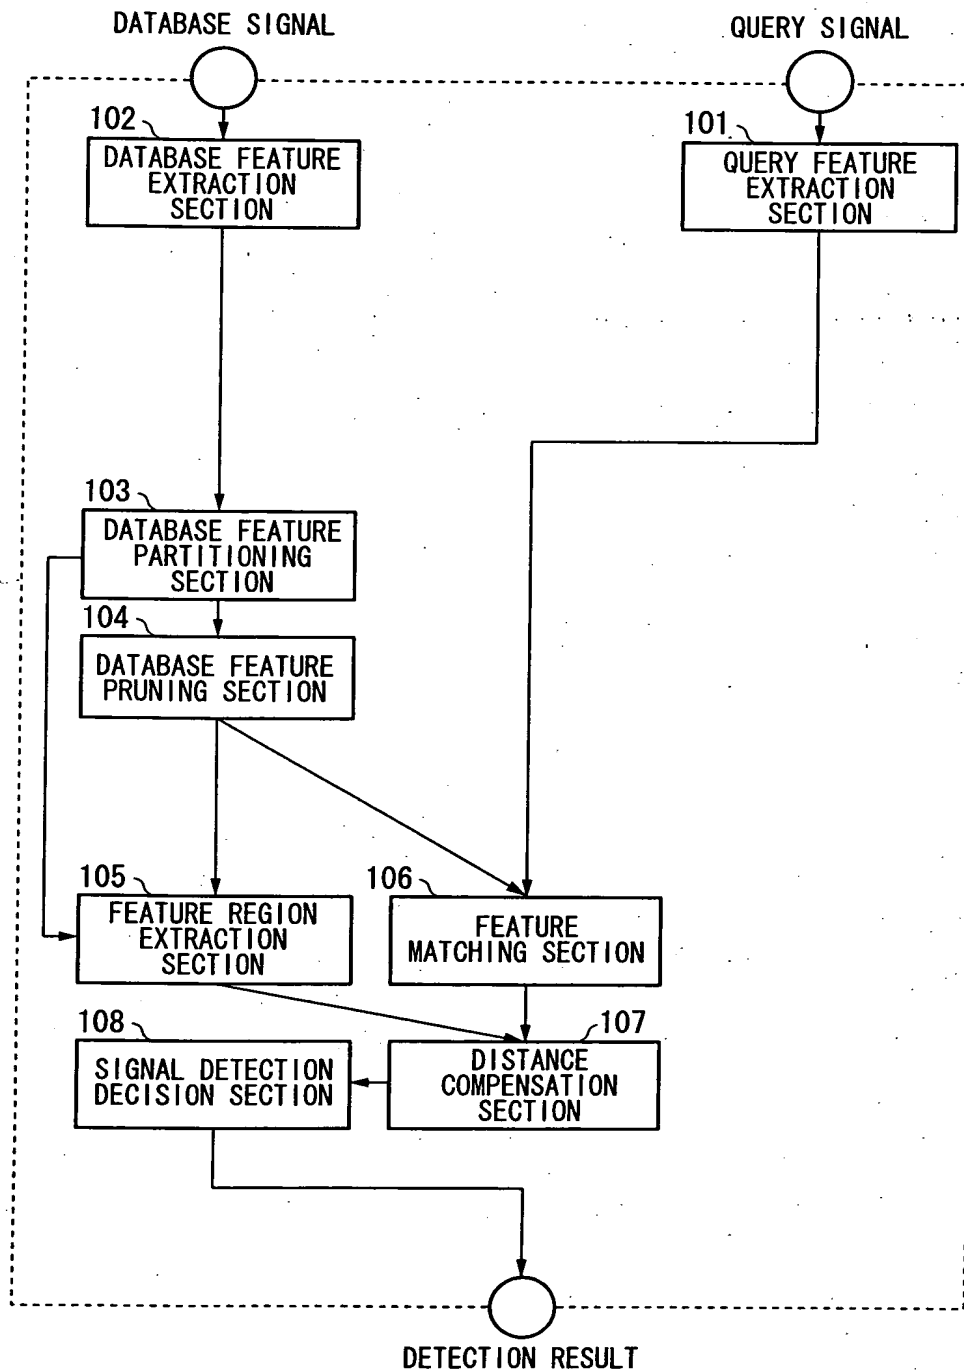 DATABASE SIGNAL
QUERY SIGNAL
102
DATABASE FEATURE
EXTRACTION
SECTION
101
QUERY FEATURE
EXTRACTION
SECTION
103
DATABASE FEATURE
PARTITIONING
SECTION
104
DATABASE FEATURE
PRUNING SECTION
105
FEATURE REGION
EXTRACTION
SECTION
106
FEATURE
MATCHING SECTION
108
SIGNAL DETECTION
DECISION SECTION
107
DISTANCE
COMPENSATION
SECTION
DETECTION RESULT